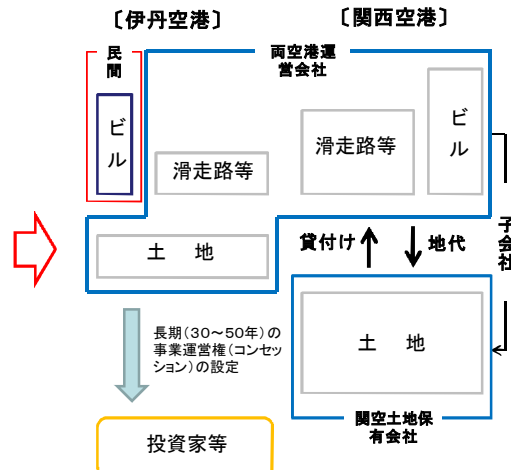 〔伊丹空港〕
〔関西空港〕
民
間
両空港運
営会社
ビ
ル
滑走路等
滑走路等
ビ
ル
土　地
貸付け
地代
子会社
長期(30～50年)の
事業運営権(コンセッ
ション)の設定
土　地
関空土地保
有会社
投資家等